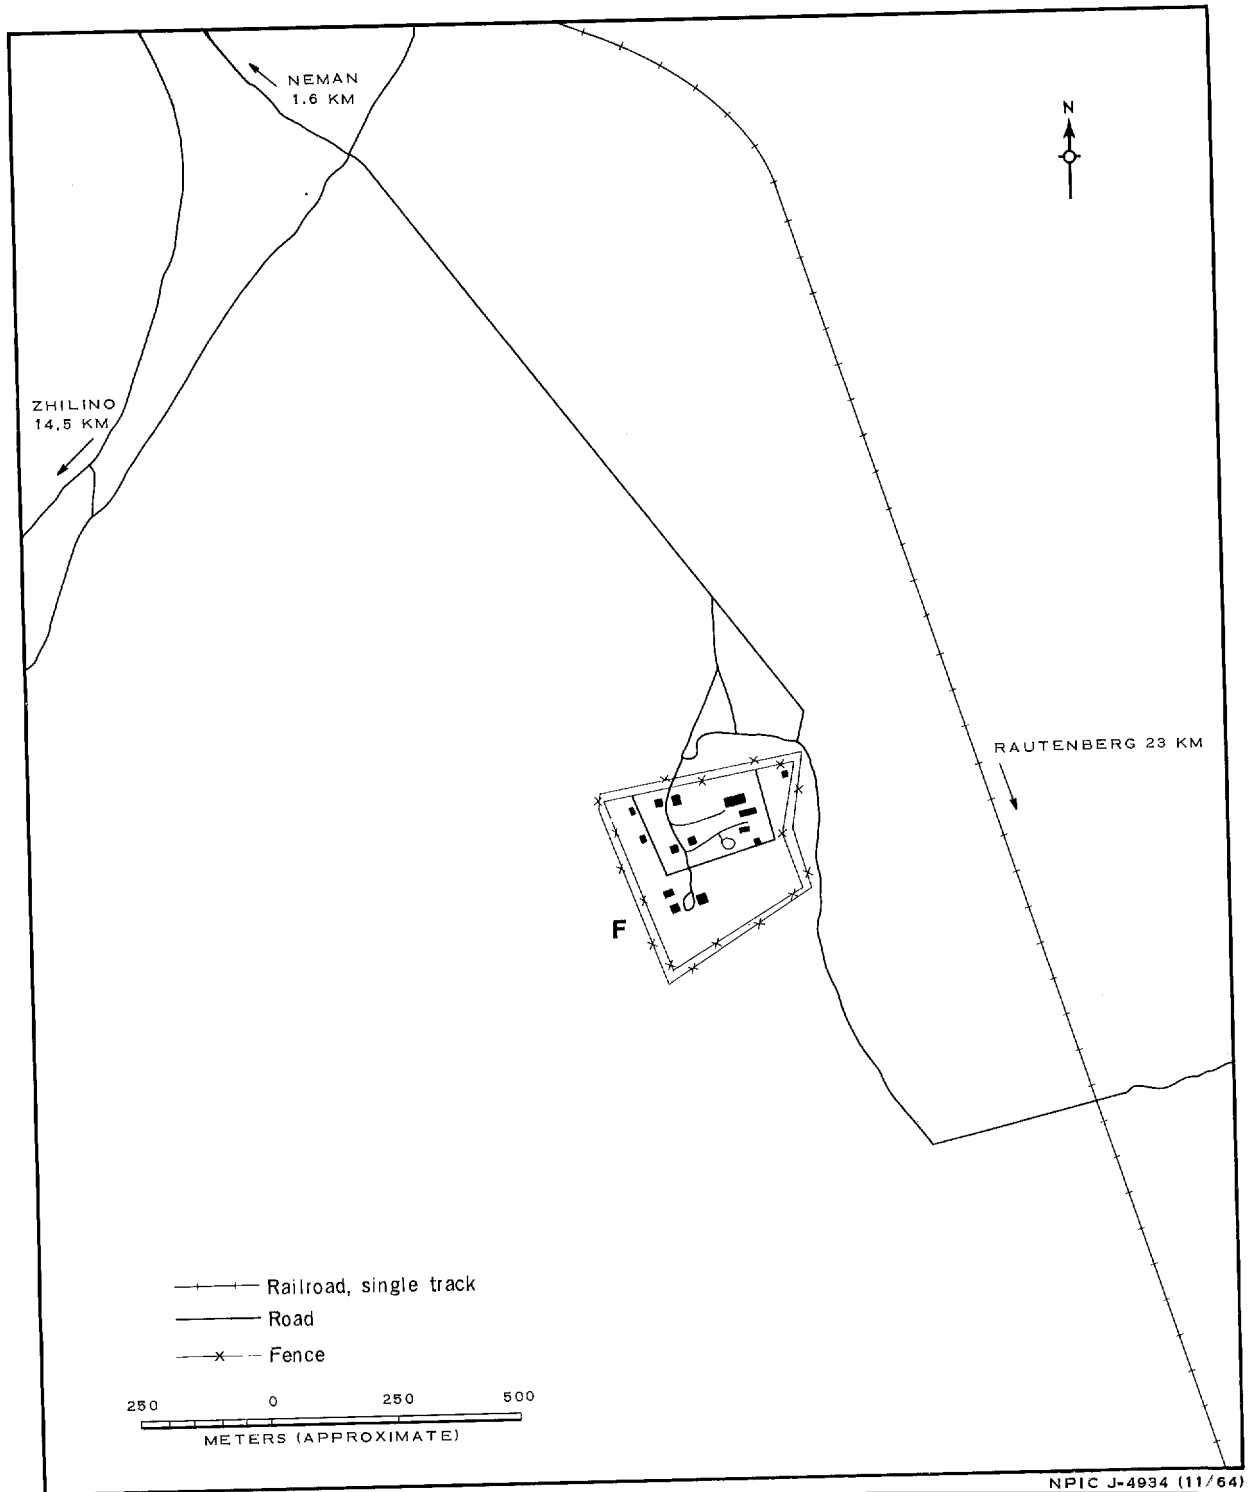 NEMAN
1.6 KM
N
ZHILINO
14.5 KM
RAUTENBERG 23 KM
F
Railroad, single track
Road
Fence
250 0 250 500
METERS (APPROXIMATE)
NPIC J-4934 (11/64)